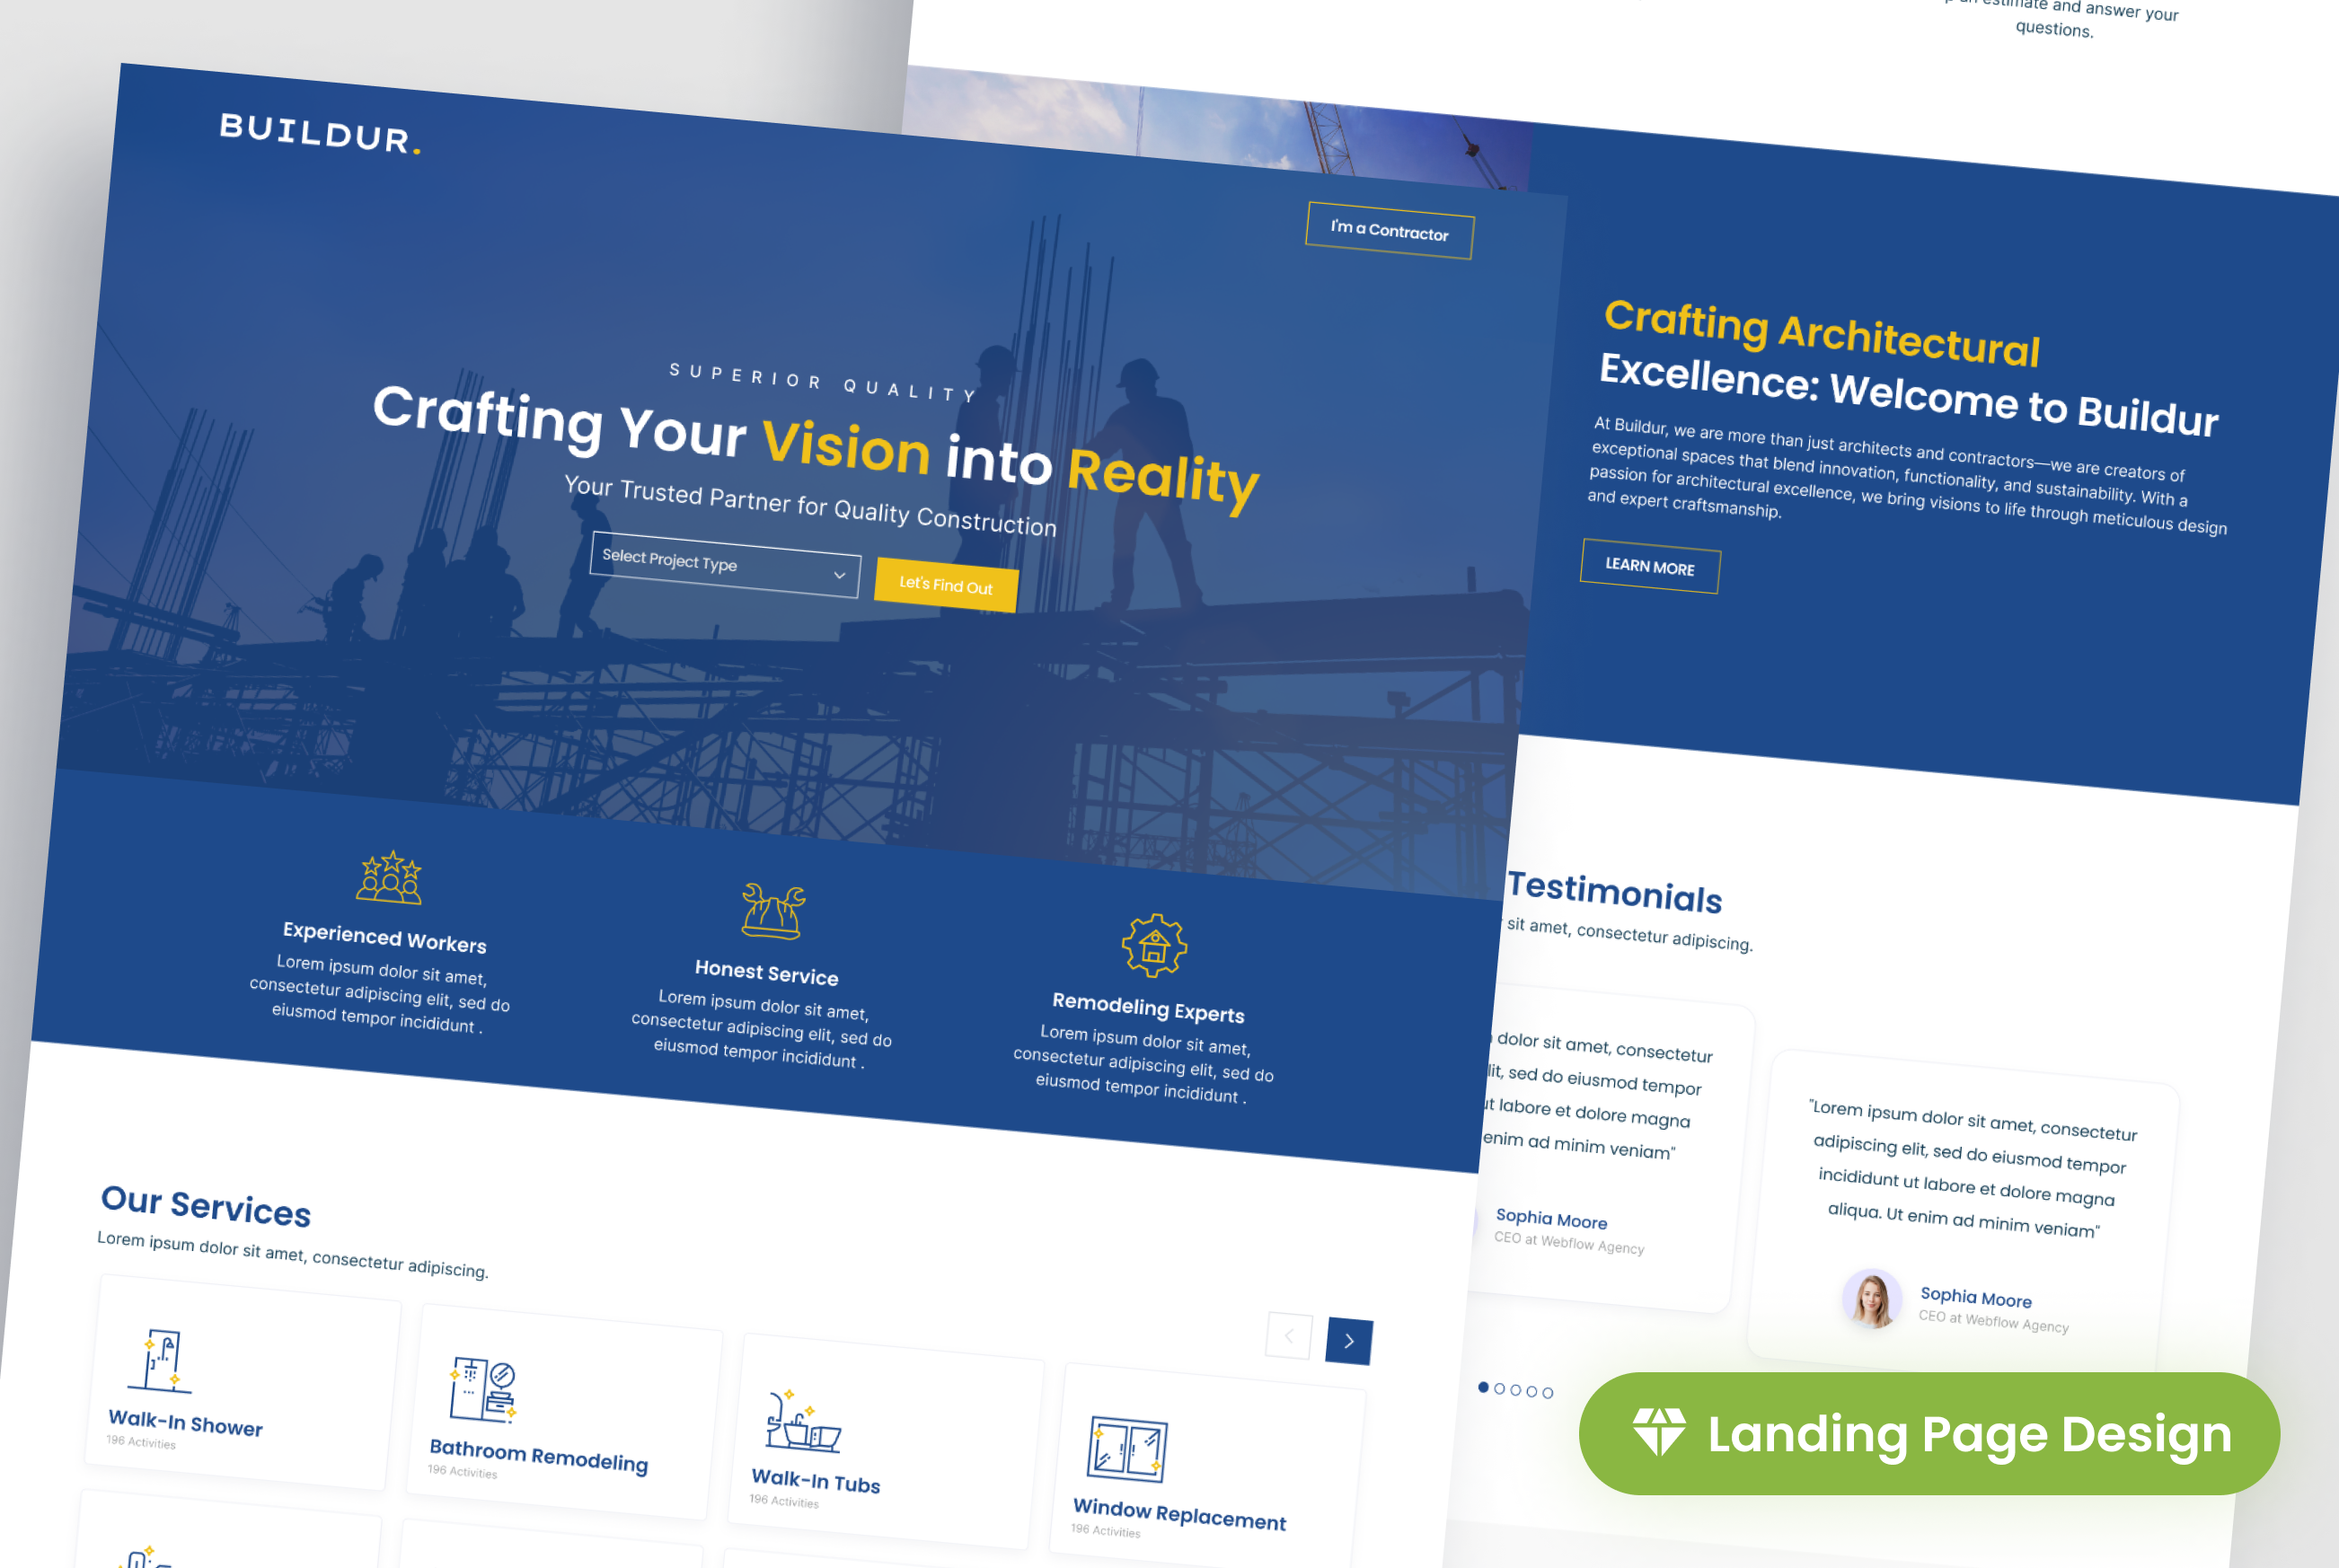 BUILDUR.
I'm a Contractor
SUPERIOR QUALITY
Crafting Your Vision into Reality
Your Trusted Partner for Quality Construction
Select Project Type
Let's Find Out
Experienced Workers
Lorem ipsum dolor sit amet,
consectetur adipiscing elit, sed do
eiusmod tempor incididunt .
Honest Service
Lorem ipsum dolor sit amet,
consectetur adipiscing elit, sed do
eiusmod tempor incididunt .
Remodeling Experts
Lorem ipsum dolor sit amet,
consectetur adipiscing elit, sed do
eiusmod tempor incididunt .
Our Services
Lorem ipsum dolor sit amet, consectetur adipiscing.
Walk-In Shower
196 Activities
Bathroom Remodeling
196 Activities
Walk-In Tubs
196 Activities
Window Replacement
196 Activities
an estimate and answer your
questions.
Crafting Architectural
Excellence: Welcome to Buildur
At Buildur, we are more than just architects and contractors—we are creators of
exceptional spaces that blend innovation, functionality, and sustainability. With a
passion for architectural excellence, we bring visions to life through meticulous design
and expert craftsmanship.
LEARN MORE
Testimonials
sit amet, consectetur adipiscing.
dolor sit amet, consectetur
sed do eiusmod tempor
labore et dolore magna
enim ad minim veniam"
Sophia Moore
CEO at Webflow Agency
"Lorem ipsum dolor sit amet, consectetur
adipiscing elit, sed do eiusmod tempor
incididunt ut labore et dolore magna
aliqua. Ut enim ad minim veniam"
Sophia Moore
CEO at Webflow Agency
Landing Page Design